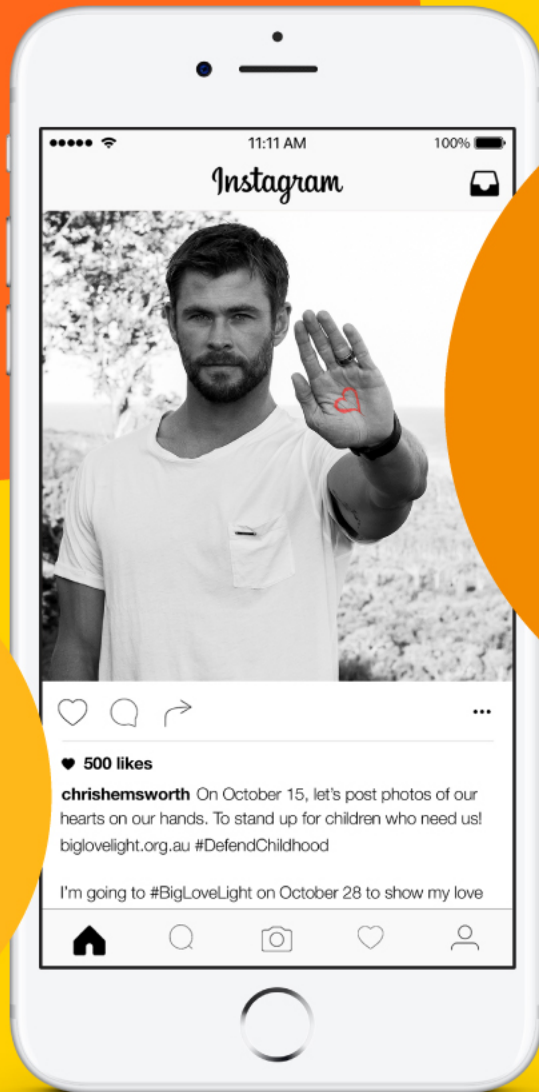 11:11 AM
100%
Instagram
500 likes
chrishemsworth On October 15, let's post photos of our
hearts on our hands. To stand up for children who need us!
biglovelight.org.au #DefendChildhood
I'm going to #BigLoveLight on October 28 to show my love